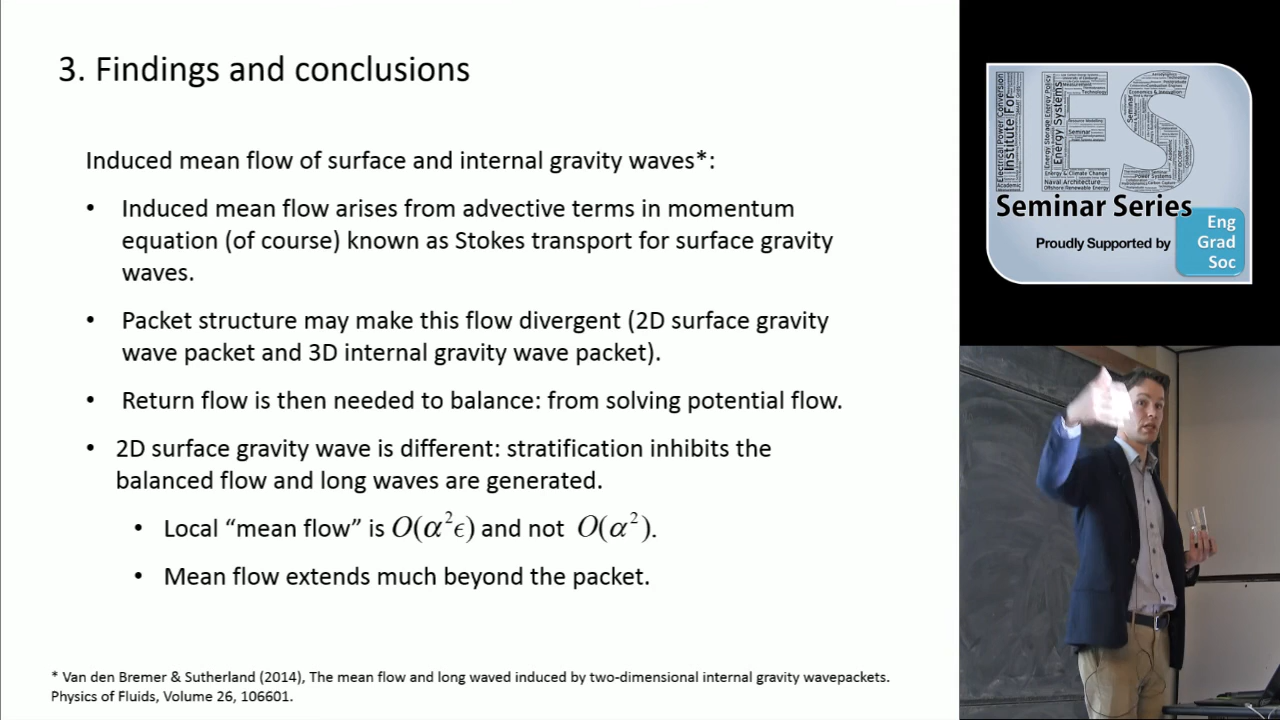 3. Findings and conclusions
Induced mean flow of surface and internal gravity waves*:
• Induced mean flow arises from advective terms in momentum
equation (of course) known as Stokes transport for surface gravity
waves.
• Packet structure may make this flow divergent (2D surface gravity
wave packet and 3D internal gravity wave packet).
• Return flow is then needed to balance: from solving potential flow.
• 2D surface gravity wave is different: stratification inhibits the
balanced flow and long waves are generated.
• Local “mean flow” is O(α²ϵ) and not O(α²).
• Mean flow extends much beyond the packet.
* Van den Bremer & Sutherland (2014), The mean flow and long waved induced by two-dimensional internal gravity wavepackets.
Physics of Fluids, Volume 26, 106601.
IES
Institute For
Energy Systems
Seminar Series
Proudly Supported by
Eng
Grad
Soc